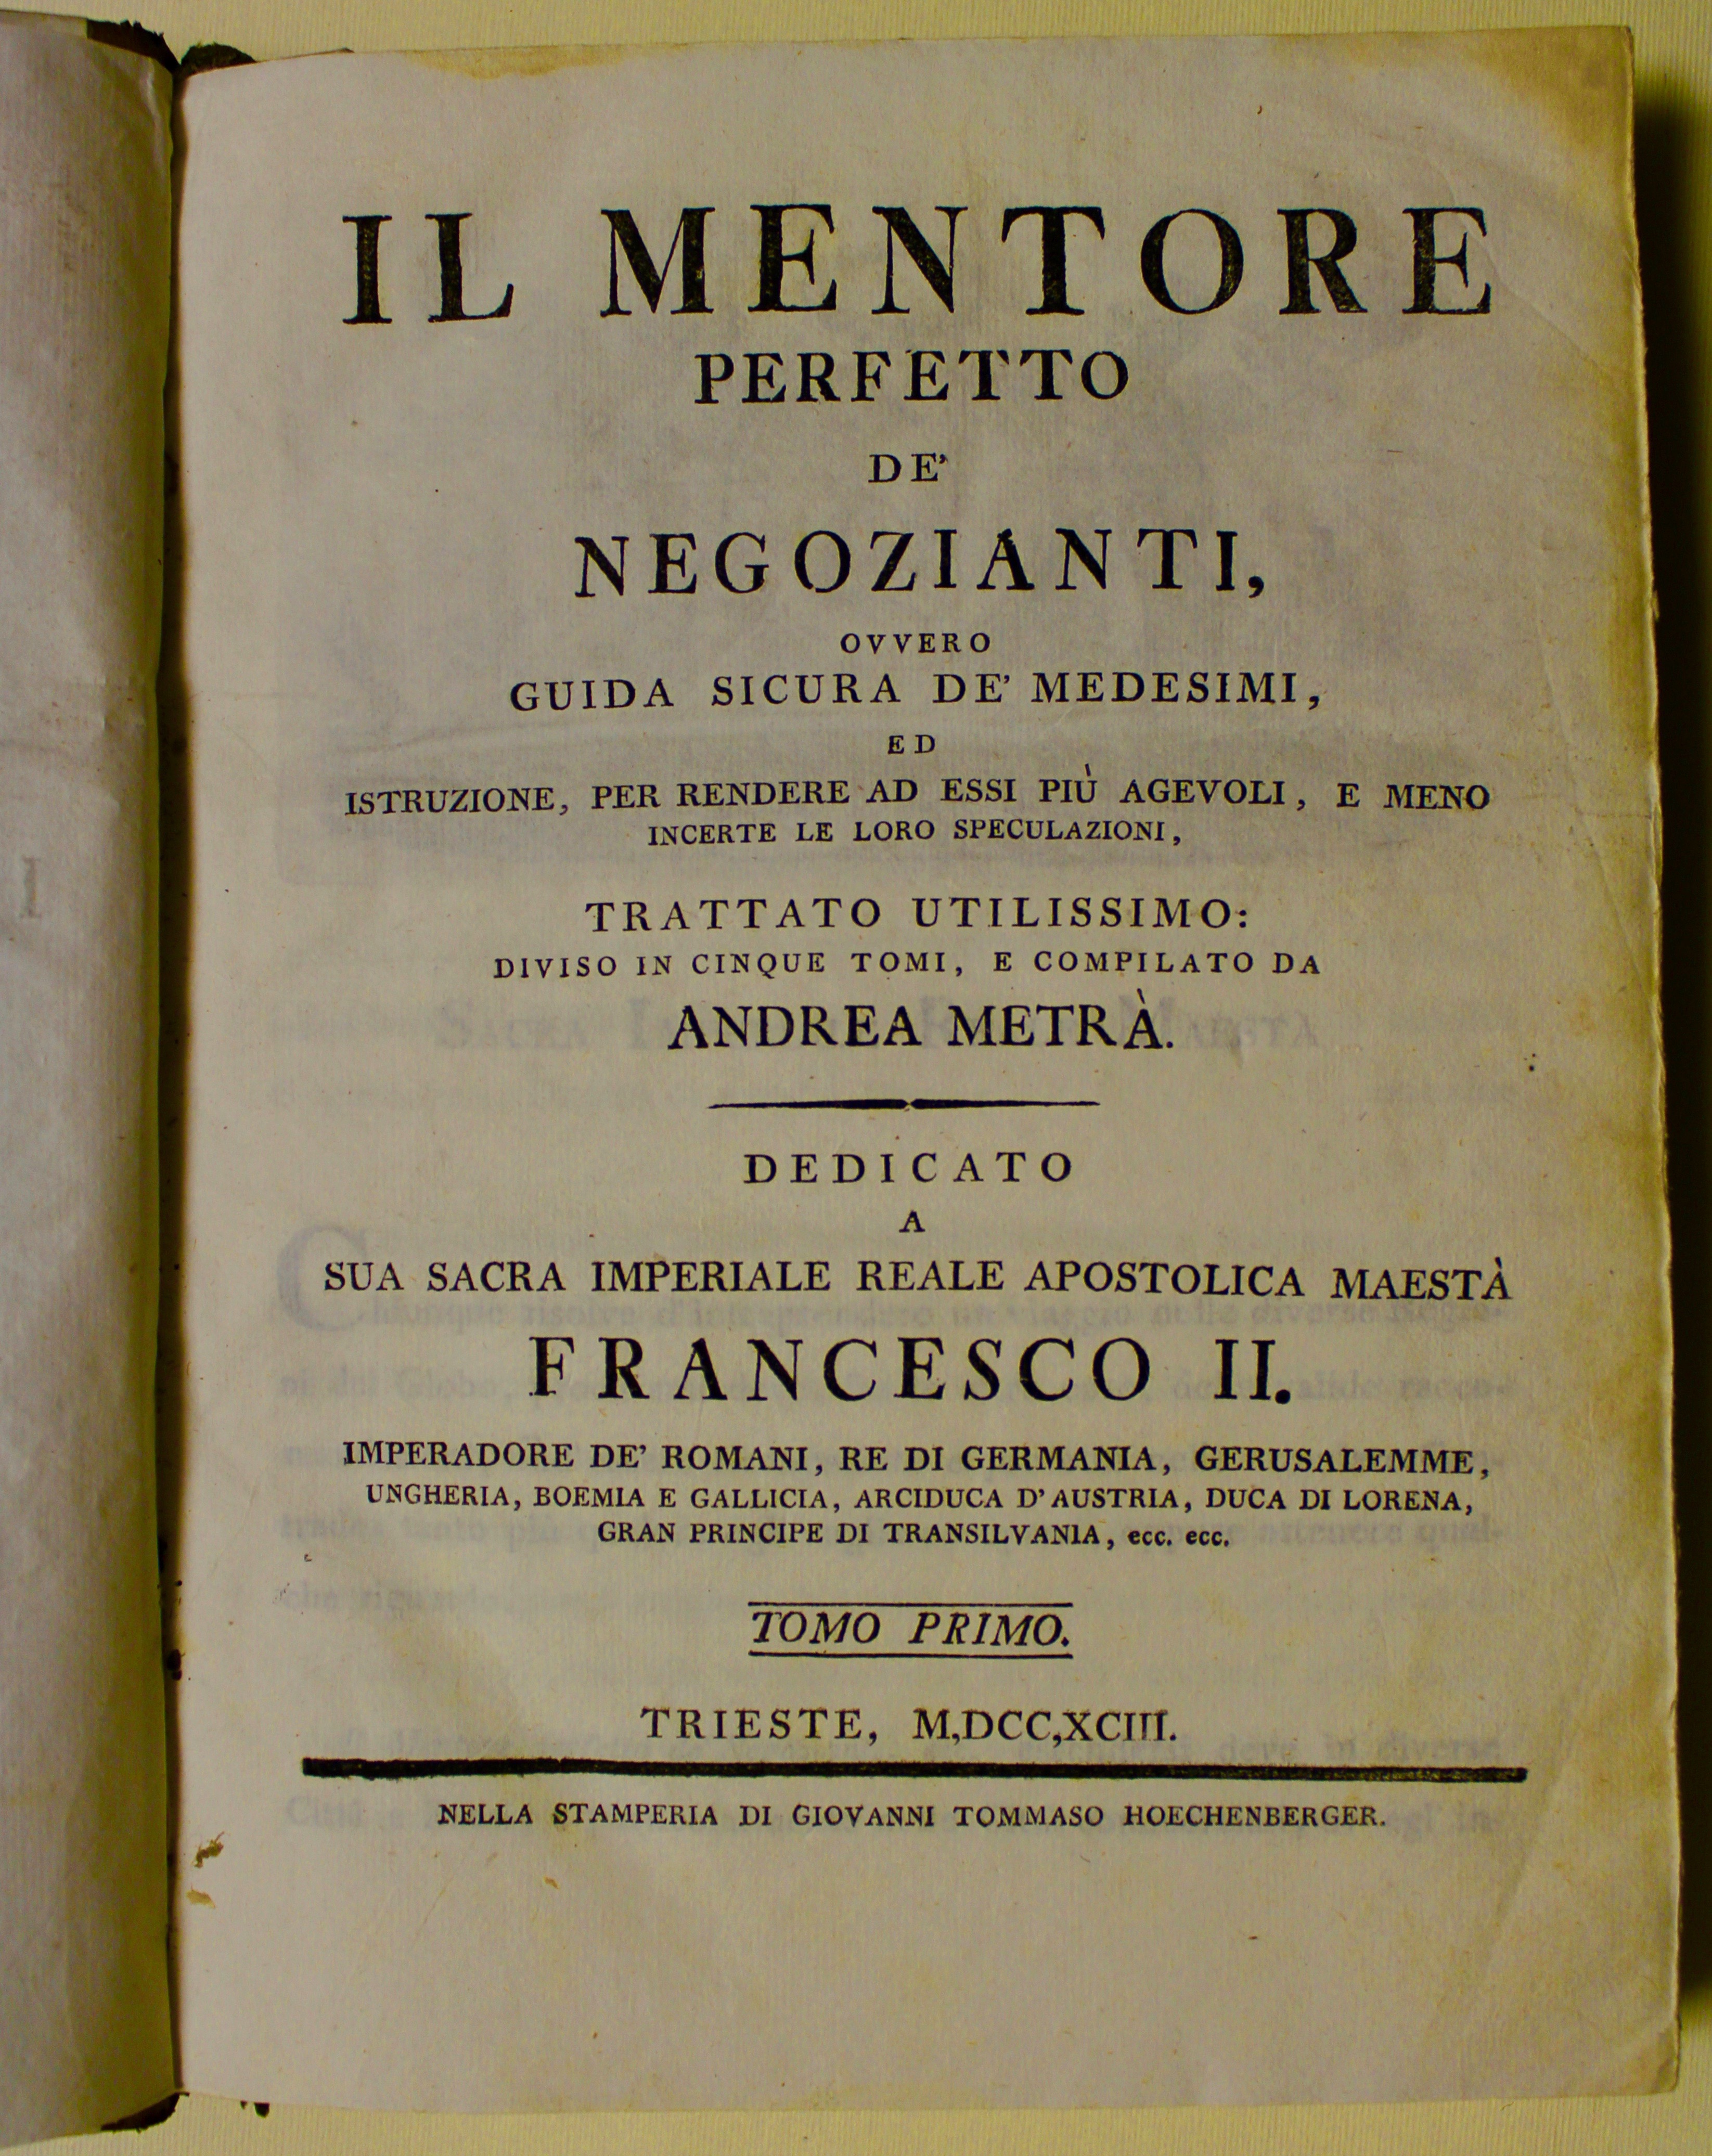 IL MENTORE
PERFETTO
DE'
NEGOZIANTI,
OVVERO
GUIDA SICURA DE' MEDESIMI,
ED
ISTRUZIONE, PER RENDERE AD ESSI PIÙ AGEVOLI, E MENO
INCERTE LE LORO SPECULAZIONI,
TRATTATO UTILISSIMO:
DIVISO IN CINQUE TOMI, E COMPILATO DA
ANDREA METRÀ.
DEDICATO
A
SUA SACRA IMPERIALE REALE APOSTOLICA MAESTÀ
FRANCESCO II.
IMPERADORE DE' ROMANI, RE DI GERMANIA, GERUSALEMME,
UNGHERIA, BOEMIA E GALLICIA, ARCIDUCA D'AUSTRIA, DUCA DI LORENA,
GRAN PRINCIPE DI TRANSILVANIA, ecc. ecc.
TOMO PRIMO.
TRIESTE, M,DCC,XCIII.
NELLA STAMPERIA DI GIOVANNI TOMMASO HOECHENBERGER.